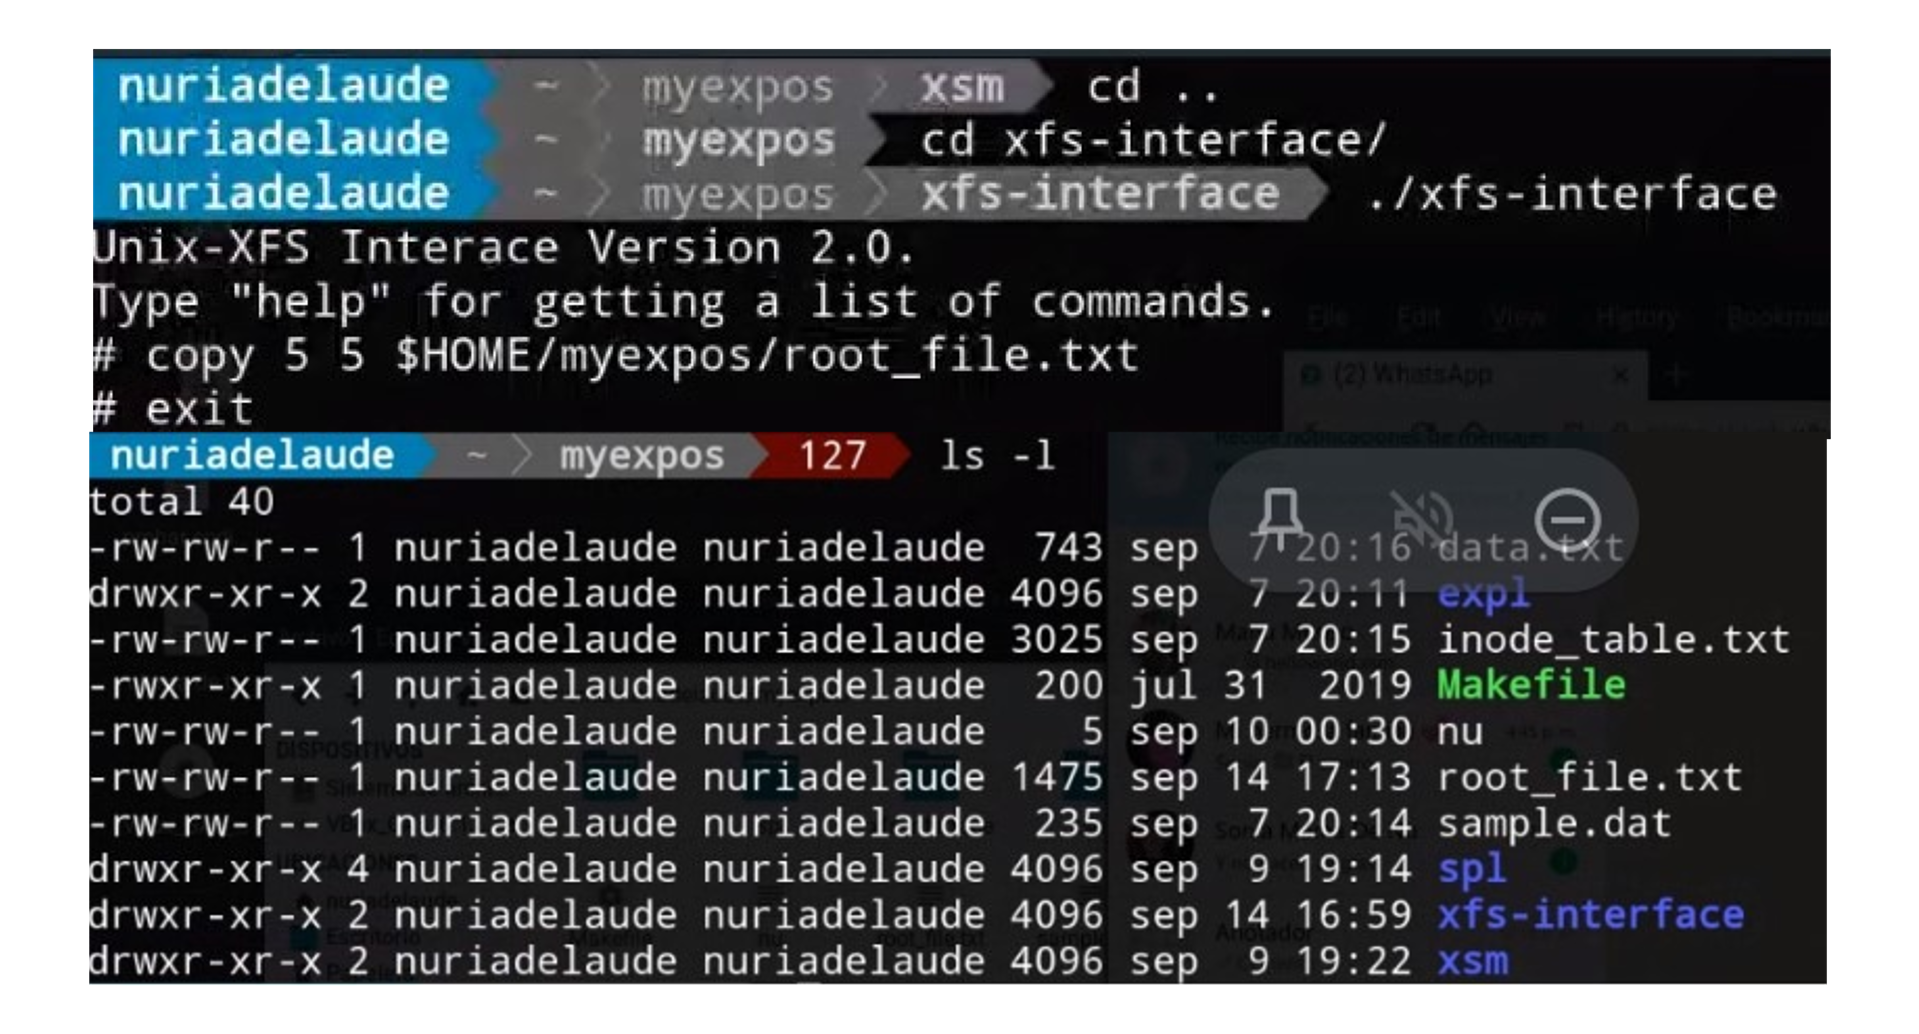 nuriadelaude ~ myexpos xsm cd ..
nuriadelaude ~ myexpos cd xfs-interface/
nuriadelaude ~ myexpos xfs-interface ./xfs-interface
Unix-XFS Interace Version 2.0.
Type "help" for getting a list of commands.
File Edit View History
# copy 5 5 $HOME/myexpos/root_file.txt
(2) WhatsApp
# exit
nuriadelaude ~ myexpos 127 ls -l
total 40
-rw-rw-r-- 1 nuriadelaude nuriadelaude 743 sep 7 20:16 data.txt
drwxr-xr-x 2 nuriadelaude nuriadelaude 4096 sep 7 20:11 expl
-rw-rw-r-- 1 nuriadelaude nuriadelaude 3025 sep 7 20:15 inode_table.txt
-rwxr-xr-x 1 nuriadelaude nuriadelaude 200 jul 31 2019 Makefile
-rw-rw-r-- 1 nuriadelaude nuriadelaude 5 sep 10 00:30 nu
DISPOSITIVOS
-rw-rw-r-- 1 nuriadelaude nuriadelaude 1475 sep 14 17:13 root_file.txt
-rw-rw-r-- 1 nuriadelaude nuriadelaude 235 sep 7 20:14 sample.dat
drwxr-xr-x 4 nuriadelaude nuriadelaude 4096 sep 9 19:14 spl
drwxr-xr-x 2 nuriadelaude nuriadelaude 4096 sep 14 16:59 xfs-interface
Escritorio
drwxr-xr-x 2 nuriadelaude nuriadelaude 4096 sep 9 19:22 xsm